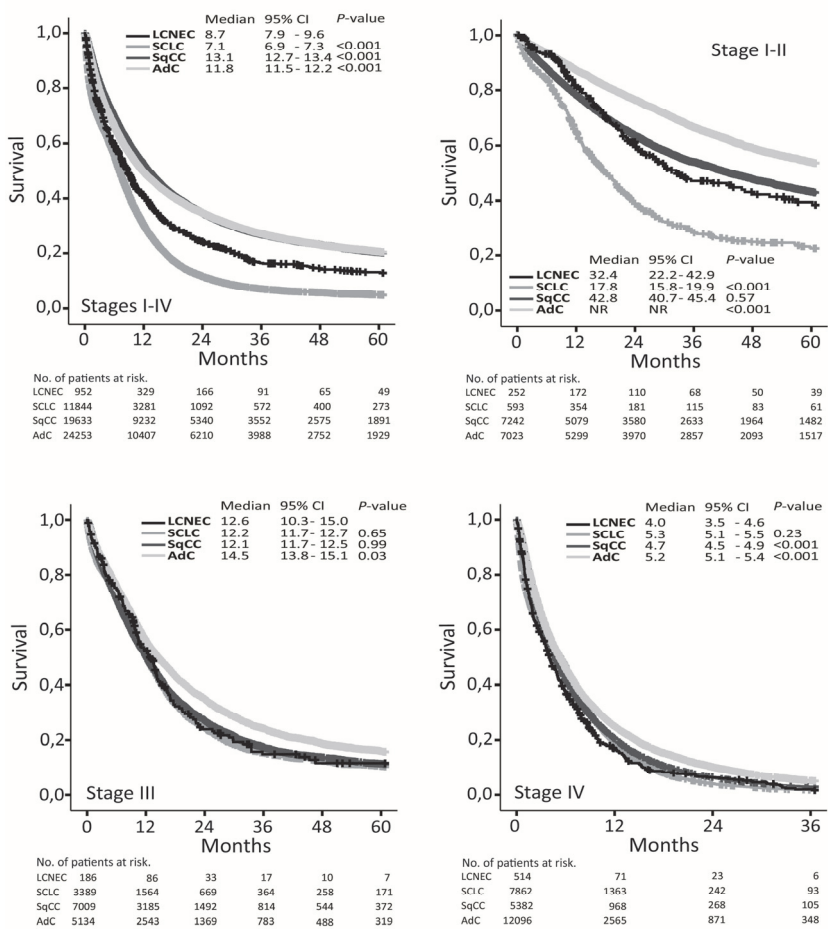 Median 95% CI P-value
LCNEC 8.7 7.9 - 9.6
SCLC 7.1 6.9 - 7.3 <0.001
SqCC 13.1 12.7- 13.4 <0.001
AdC 11.8 11.5- 12.2 <0.001
1,0
0,8
0,6
0,4
0,2
0,0
Survival
Stages I-IV
0 12 24 36 48 60
Months
No. of patients at risk.
LCNEC 952 329 166 91 65 49
SCLC 11844 3281 1092 572 400 273
SqCC 19633 9232 5340 3552 2575 1891
AdC 24253 10407 6210 3988 2752 1929
Stage I-II
1,0
0,8
0,6
0,4
0,2
0,0
Survival
Median 95% CI P-value
LCNEC 32.4 22.2- 42.9
SCLC 17.8 15.8- 19.9 <0.001
SqCC 42.8 40.7- 45.4 0.57
AdC NR NR <0.001
0 12 24 36 48 60
Months
No. of patients at risk.
LCNEC 252 172 110 68 50 39
SCLC 593 354 181 115 83 61
SqCC 7242 5079 3580 2633 1964 1482
AdC 7023 5299 3970 2857 2093 1517
Median 95% CI P-value
LCNEC 12.6 10.3- 15.0
SCLC 12.2 11.7- 12.7 0.65
SqCC 12.1 11.7- 12.5 0.99
AdC 14.5 13.8- 15.1 0.03
1,0
0,8
0,6
0,4
0,2
0,0
Survival
Stage III
0 12 24 36 48 60
Months
No. of patients at risk.
LCNEC 186 86 33 17 10 7
SCLC 3389 1564 669 364 258 171
SqCC 7009 3185 1492 814 544 372
AdC 5134 2543 1369 783 488 319
Median 95% CI P-value
LCNEC 4.0 3.5 - 4.6
SCLC 5.3 5.1 - 5.5 0.23
SqCC 4.7 4.5 - 4.9 <0.001
AdC 5.2 5.1 - 5.4 <0.001
1,0
0,8
0,6
0,4
0,2
0,0
Survival
Stage IV
0 12 24 36
Months
No. of patients at risk.
LCNEC 514 71 23 6
SCLC 7862 1363 242 93
SqCC 5382 968 268 105
AdC 12096 2565 871 348